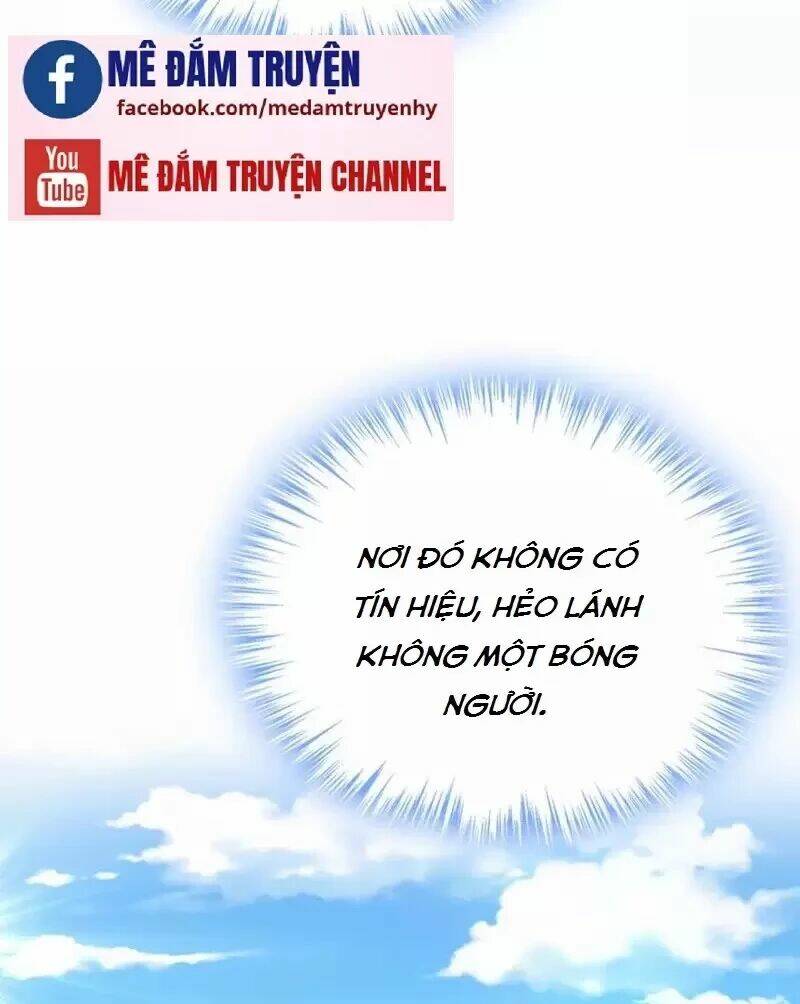 MÊ ĐẮM TRUYỆN
facebook.com/medamtruyenhy
You
Tube
MÊ ĐẮM TRUYỆN CHANNEL
NƠI ĐÓ KHÔNG CÓ
TÍN HIỆU, HẺO LÁNH
KHÔNG MỘT BÓNG
NGƯỜI.